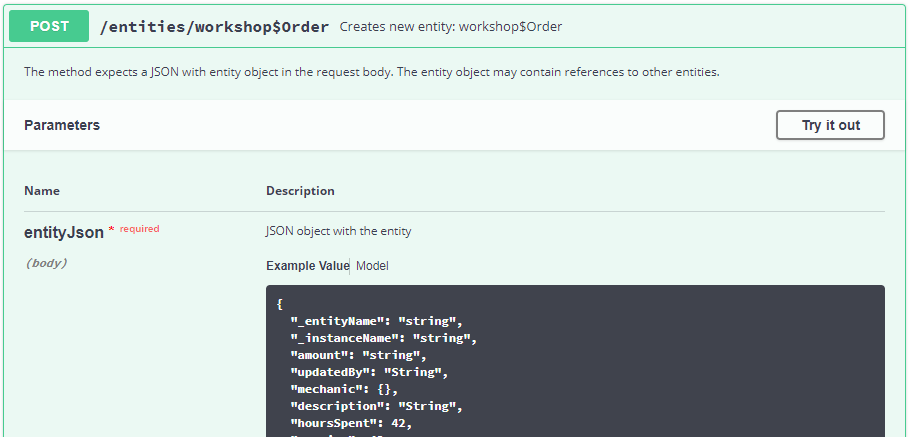 POST /entities/workshop$Order Creates new entity: workshop$Order
The method expects a JSON with entity object in the request body. The entity object may contain references to other entities.
Parameters Try it out
Name Description
entityJson * required JSON object with the entity
(body)
Example Value Model
{
"_entityName": "string",
"_instanceName": "string",
"amount": "string",
"updatedBy": "String",
"mechanic": {},
"description": "String",
"hoursSpent": 42,